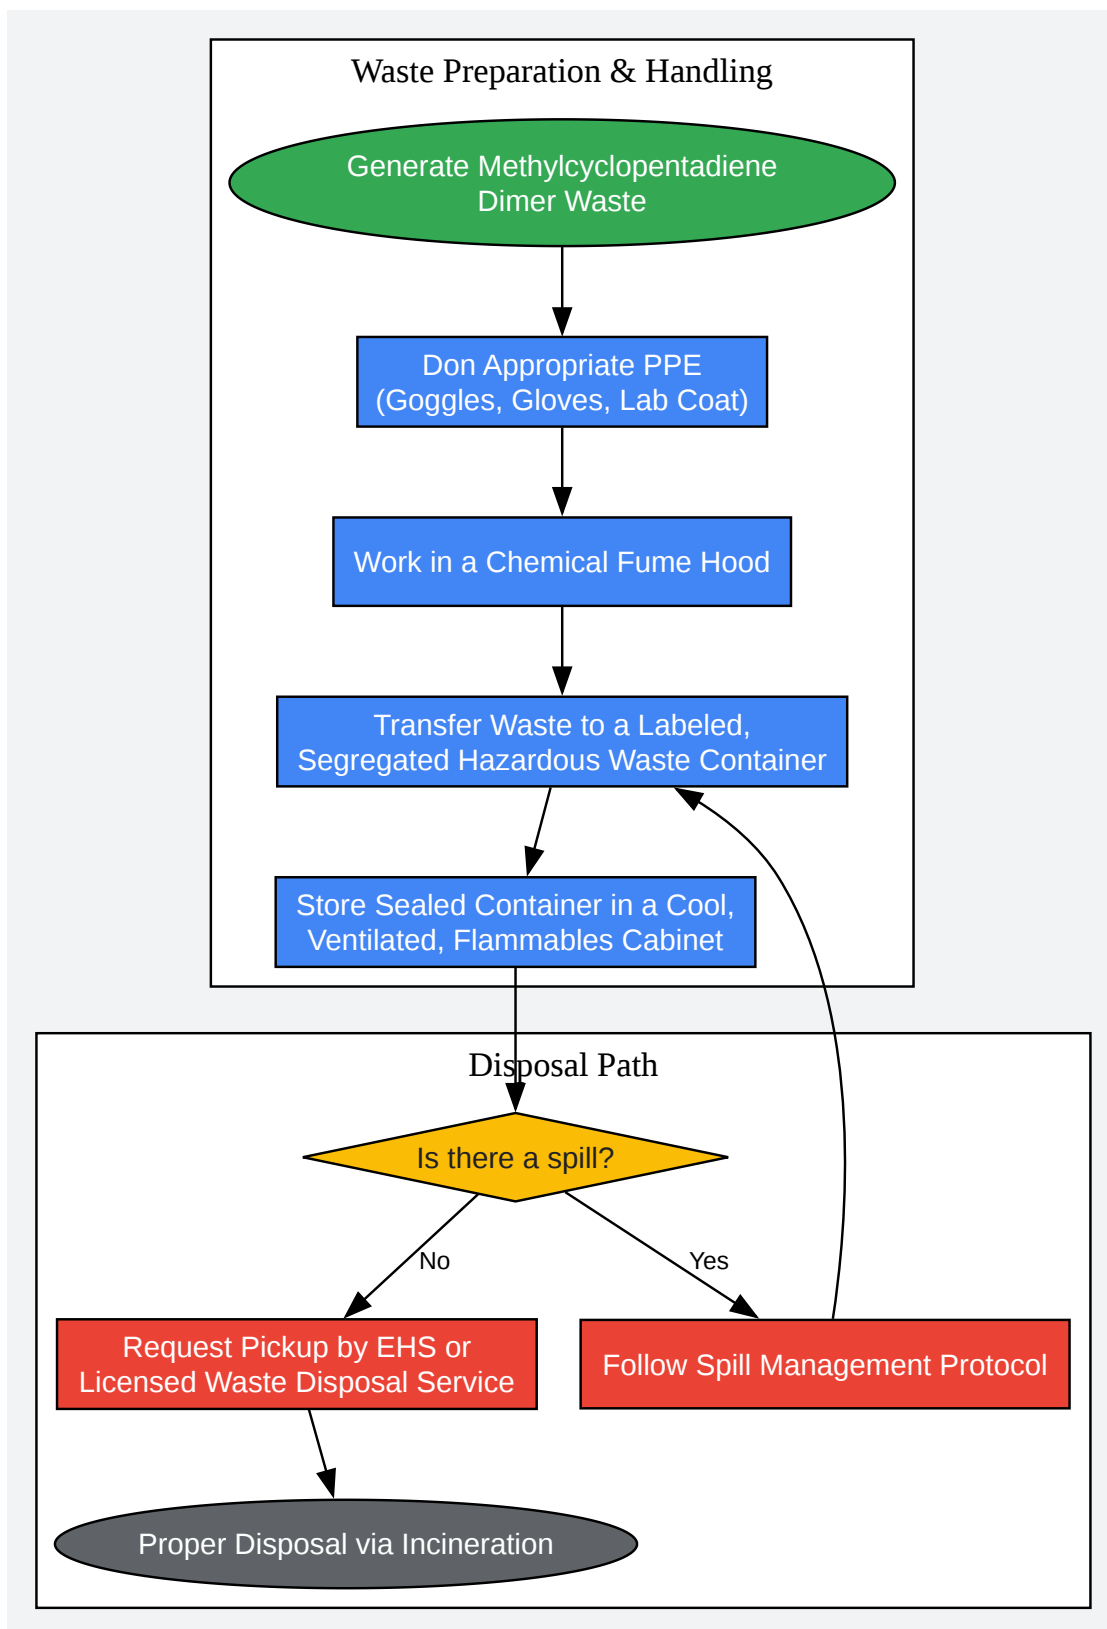 Waste Preparation & Handling
Generate Methylcyclopentadiene
Dimer Waste
Don Appropriate PPE
(Goggles, Gloves, Lab Coat)
Work in a Chemical Fume Hood
Transfer Waste to a Labeled,
Segregated Hazardous Waste Container
Store Sealed Container in a Cool,
Ventilated, Flammables Cabinet
Disposal Path
Is there a spill?
No
Yes
Request Pickup by EHS or
Licensed Waste Disposal Service
Follow Spill Management Protocol
Proper Disposal via Incineration